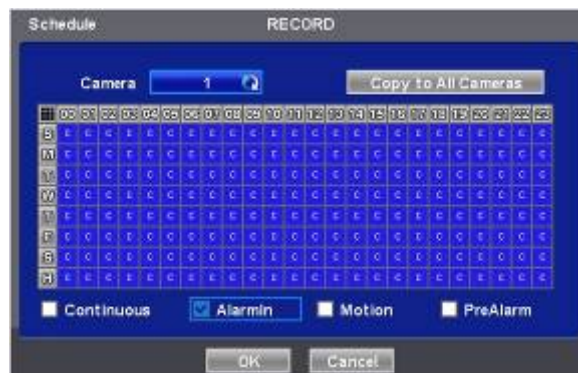 Schedule RECORD
Camera 1 Copy to All Cameras
00 01 02 03 04 05 06 07 08 09 10 11 12 13 14 15 16 17 18 19 20 21 22 23
S C C C C C C C C C C C C C C C C C C C C C C C C
M C C C C C C C C C C C C C C C C C C C C C C C C
T C C C C C C C C C C C C C C C C C C C C C C C C
W C C C C C C C C C C C C C C C C C C C C C C C C
T C C C C C C C C C C C C C C C C C C C C C C C C
F C C C C C C C C C C C C C C C C C C C C C C C C
S C C C C C C C C C C C C C C C C C C C C C C C C
H C C C C C C C C C C C C C C C C C C C C C C C C
Continuous AlarmIn Motion PreAlarm
OK Cancel